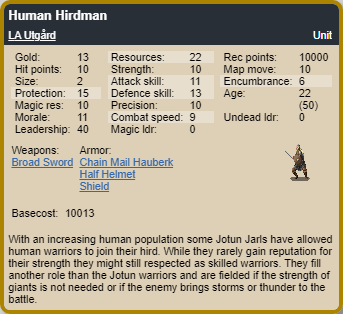 Human Hirdman
LA Utgård Unit
Gold: 13 Resources: 22 Rec points: 10000
Hit points: 10 Strength: 10 Map move: 10
Size: 2 Attack skill: 11 Encumbrance: 6
Protection: 15 Defence skill: 13 Age: 22
Magic res: 10 Precision: 10 (50)
Morale: 11 Combat speed: 9 Undead ldr: 0
Leadership: 40 Magic ldr: 0
Weapons: Armor:
Broad Sword Chain Mail Hauberk
Half Helmet
Shield
Basecost: 10013
With an increasing human population some Jotun Jarls have allowed
human warriors to join their hird. While they rarely gain reputation for
their strength they might still respected as skilled warriors. They fill
another role than the Jotun warriors and are fielded if the strength of
giants is not needed or if the enemy brings storms or thunder to the
battle.